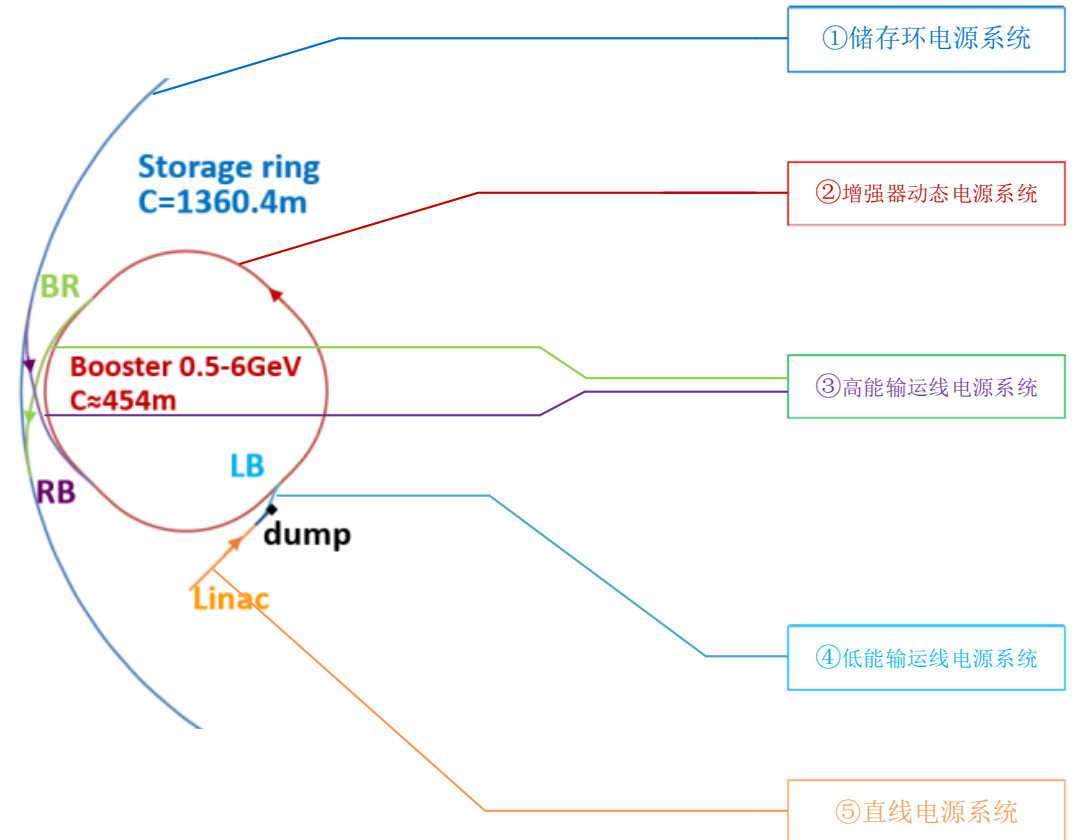 ①储存环电源系统
Storage ring
C=1360.4m
②增强器动态电源系统
BR
Booster 0.5-6GeV
C≈454m
③高能输运线电源系统
LB
RB
dump
Linac
④低能输运线电源系统
⑤直线电源系统